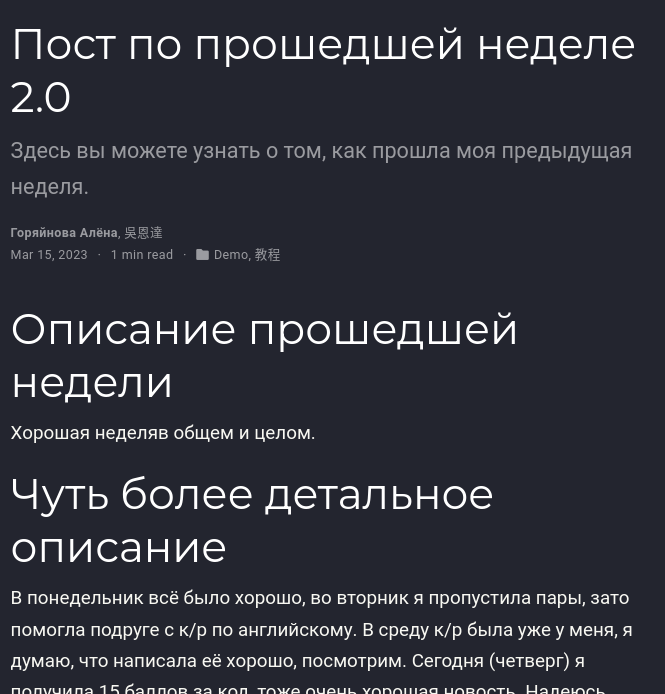 Пост по прошедшей неделе
2.0
Здесь вы можете узнать о том, как прошла моя предыдущая
неделя.
Горяйнова Алёна, 吳恩達
Mar 15, 2023 · 1 min read · Demo, 教程
Описание прошедшей
недели
Хорошая неделяв общем и целом.
Чуть более детальное
описание
В понедельник всё было хорошо, во вторник я пропустила пары, зато
помогла подруге с к/р по английскому. В среду к/р была уже у меня, я
думаю, что написала её хорошо, посмотрим. Сегодня (четверг) я
получила 15 баллов за код, тоже очень хорошая новость. Надеюсь,